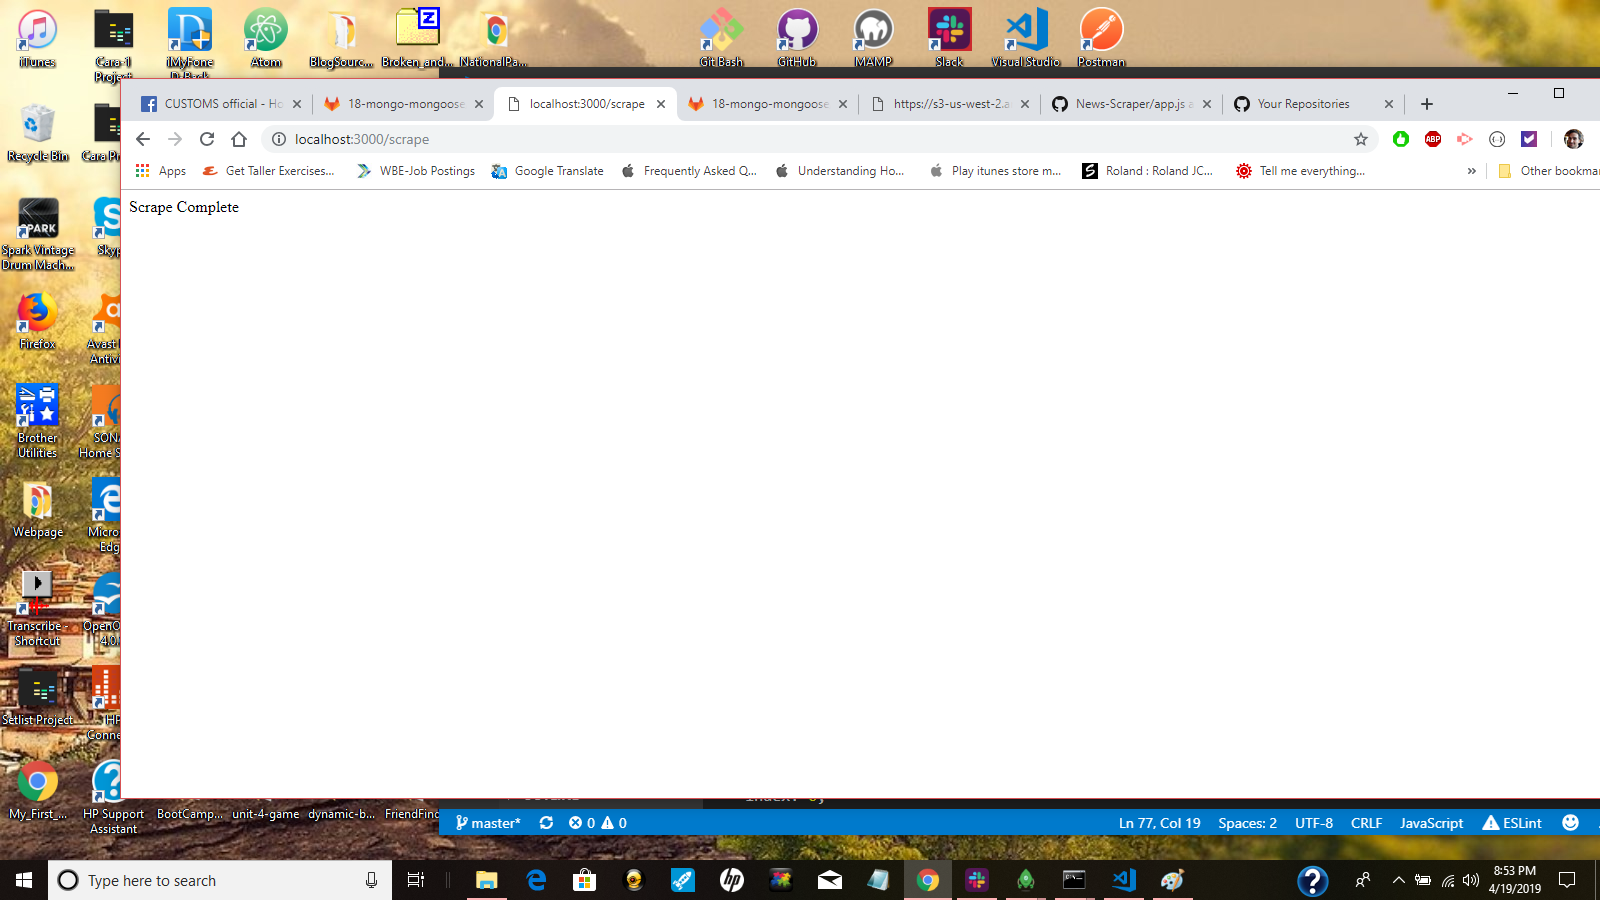 iTunes
Cara-1
Project
iMyFone
D-Back
Atom
BlogSourc...
Broken_and...
NationalPa...
Git Bash
GitHub
MAMP
Slack
Visual Studio
Postman
CUSTOMS official - Ho
18-mongo-mongoose
localhost:3000/scrape
18-mongo-mongoose
https://s3-us-west-2.a
News-Scraper/app.js a
Your Repositories
localhost:3000/scrape
ABP
Apps
Get Taller Exercises...
WBE-Job Postings
Google Translate
Frequently Asked Q...
Understanding Ho...
Play itunes store m...
Roland : Roland JC...
Tell me everything...
»
Other bookmar
Scrape Complete
Recycle Bin
Cara Pr
SPARK
Spark Vintage
Drum Mach...
Skyp
Firefox
Avast
Antivi
Brother
Utilities
SON
Home S
Webpage
Micro
Edg
Transcribe -
Shortcut
OpenO
4.0
Setlist Project
HP
Conne
My_First_...
HP Support
Assistant
BootCamp...
unit-4-game
dynamic-b...
FriendFind
master*
0
0
Ln 77, Col 19
Spaces: 2
UTF-8
CRLF
JavaScript
ESLint
Type here to search
hp
8:53 PM
4/19/2019